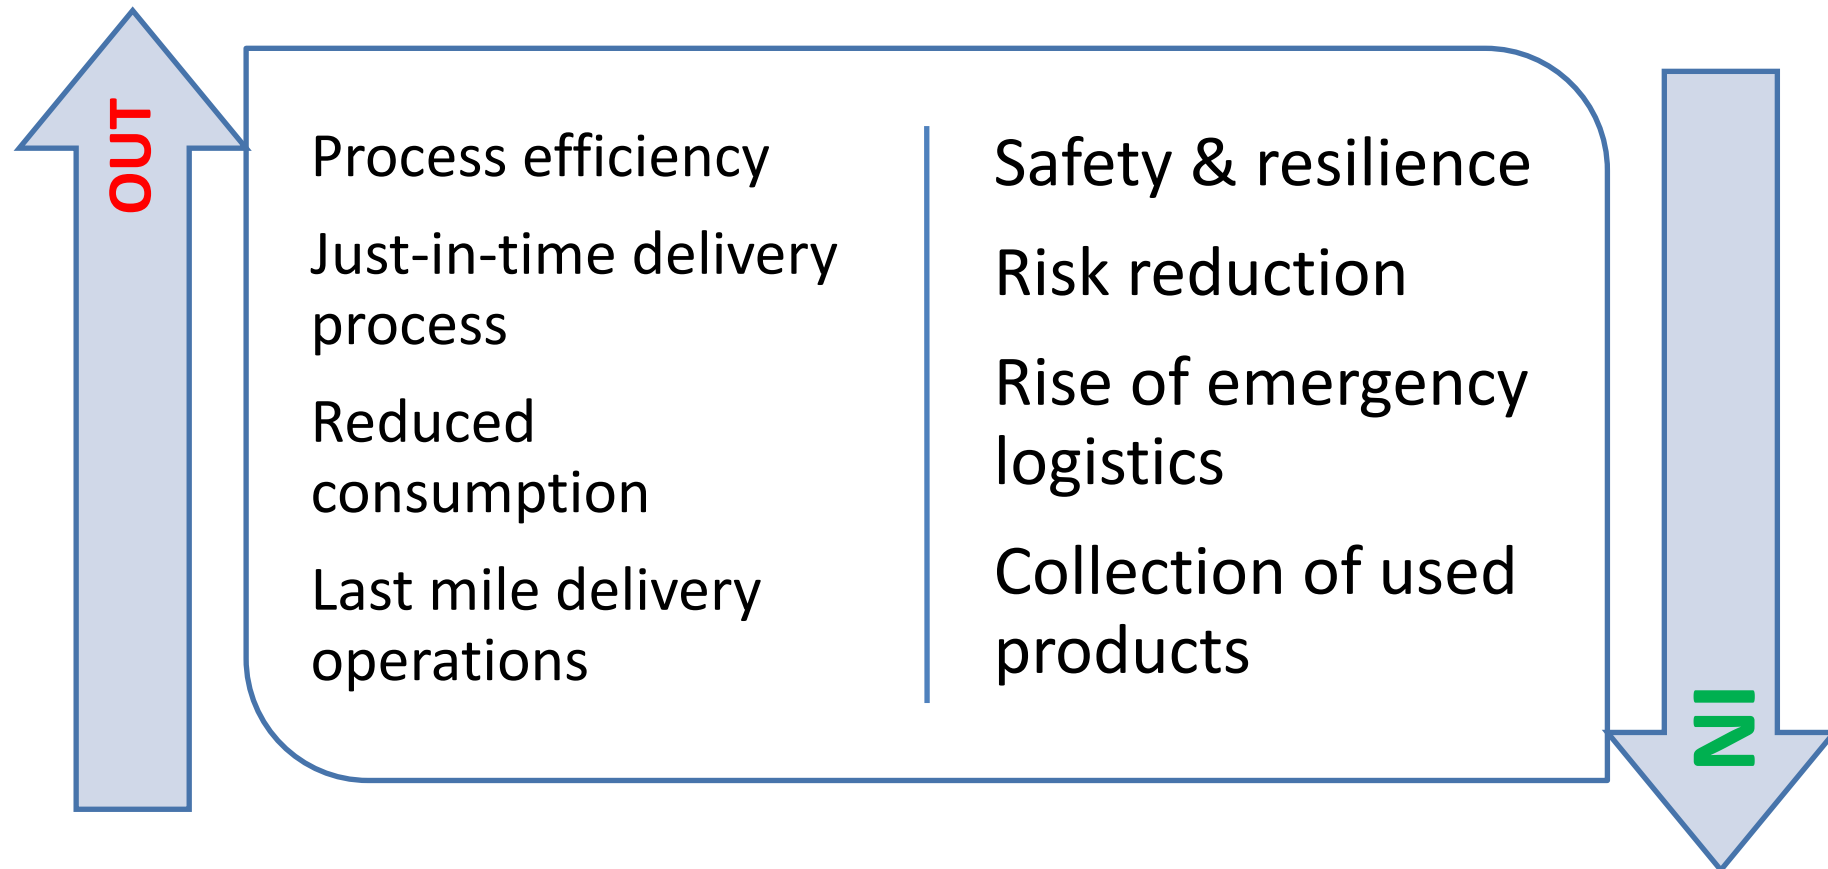 OUT
Process efficiency
Just-in-time delivery
process
Reduced
consumption
Last mile delivery
operations
Safety & resilience
Risk reduction
Rise of emergency
logistics
Collection of used
products
IN